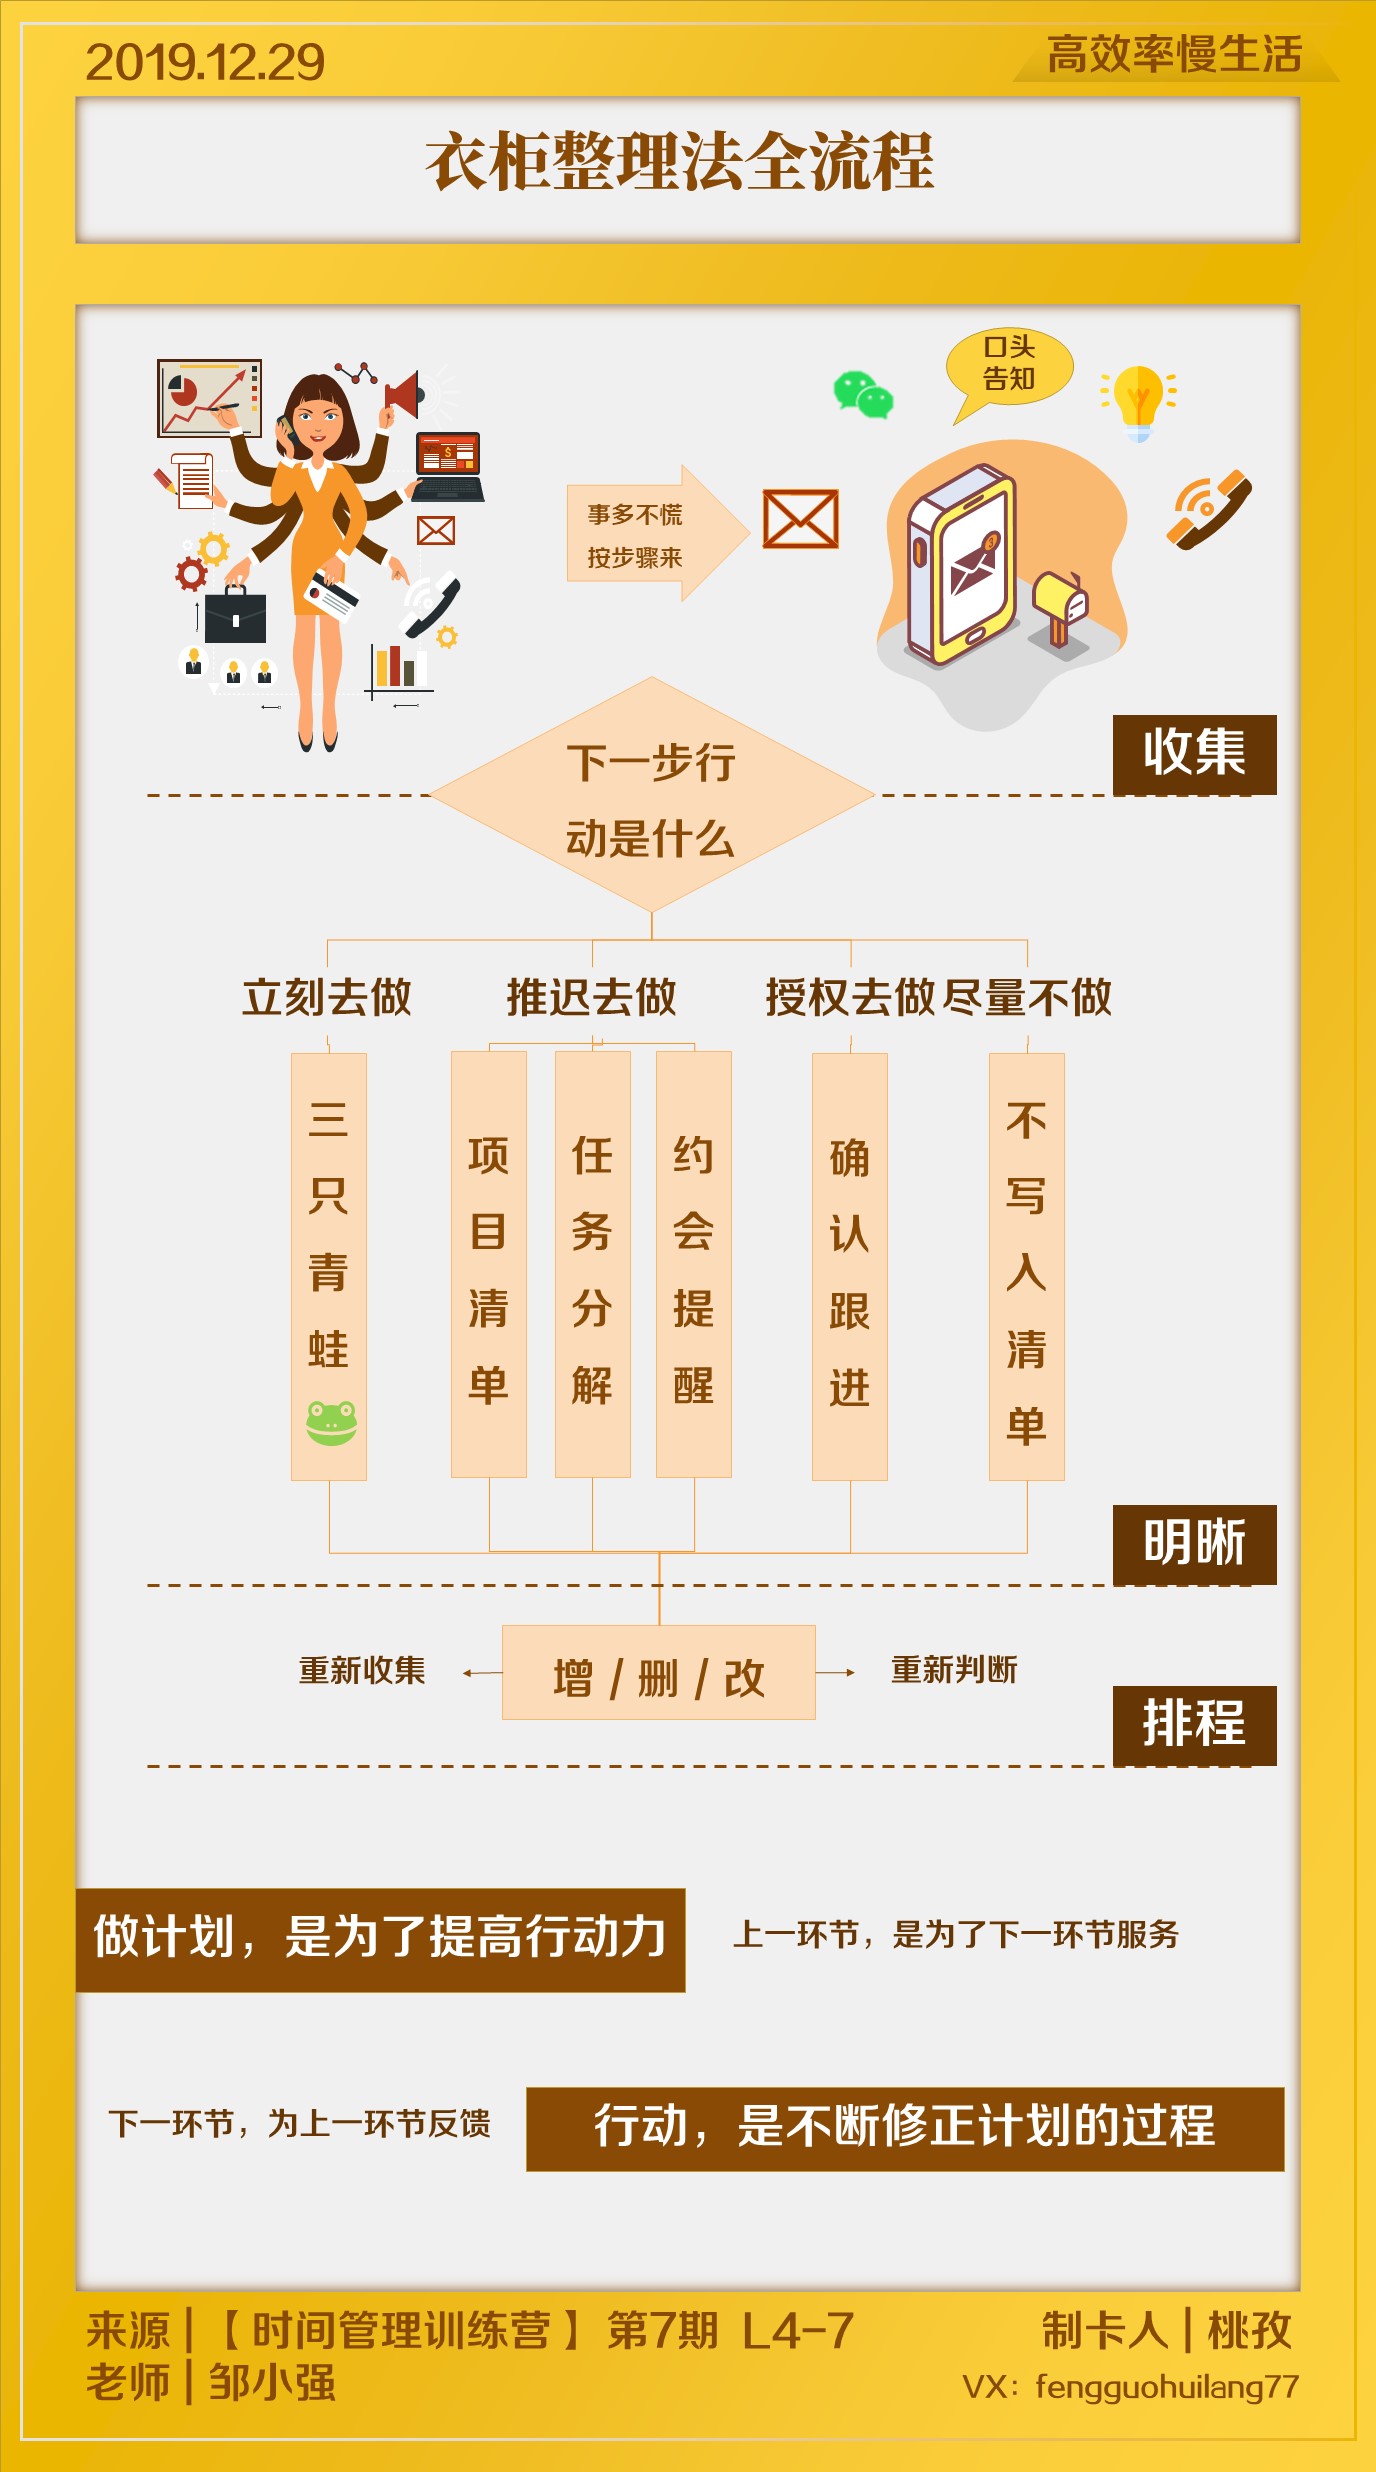 2019.12.29
高效率慢生活
衣柜整理法全流程
口头
告知
事多不慌
按步骤来
收集
下一步行
动是什么
立刻去做
推迟去做
授权去做
尽量不做
三只青蛙
项目清单
任务分解
约会提醒
确认跟进
不写入清单
明晰
重新收集
增 / 删 / 改
重新判断
排程
做计划，是为了提高行动力
上一环节，是为了下一环节服务
下一环节，为上一环节反馈
行动，是不断修正计划的过程
来源 | 【 时间管理训练营 】 第7期 L4-7
老师 | 邹小强
制卡人 | 桃孜
VX：fengguohuilang77